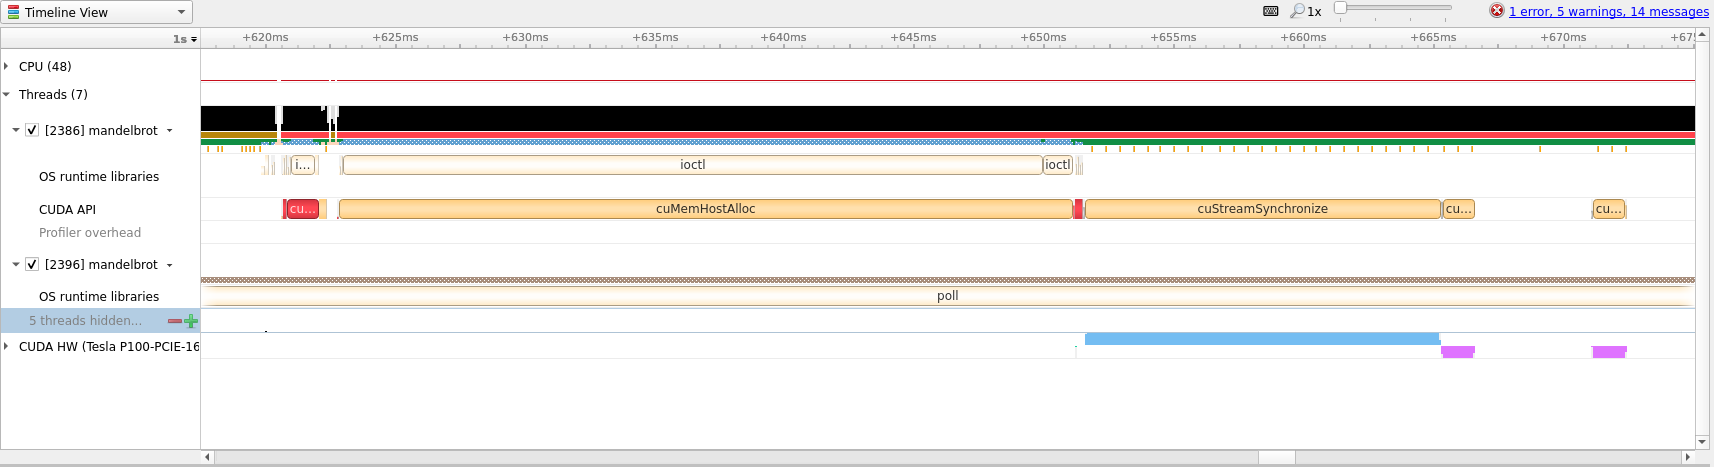 Timeline View
1x
1 error, 5 warnings, 14 messages
1s +620ms +625ms +630ms +635ms +640ms +645ms +650ms +655ms +660ms +665ms +670ms
CPU (48)
Threads (7)
[2386] mandelbrot
OS runtime libraries i... ioctl ioctl
CUDA API cu... cuMemHostAlloc cuStreamSynchronize cu... cu...
Profiler overhead
[2396] mandelbrot
OS runtime libraries poll
5 threads hidden...
CUDA HW (Tesla P100-PCIE-16